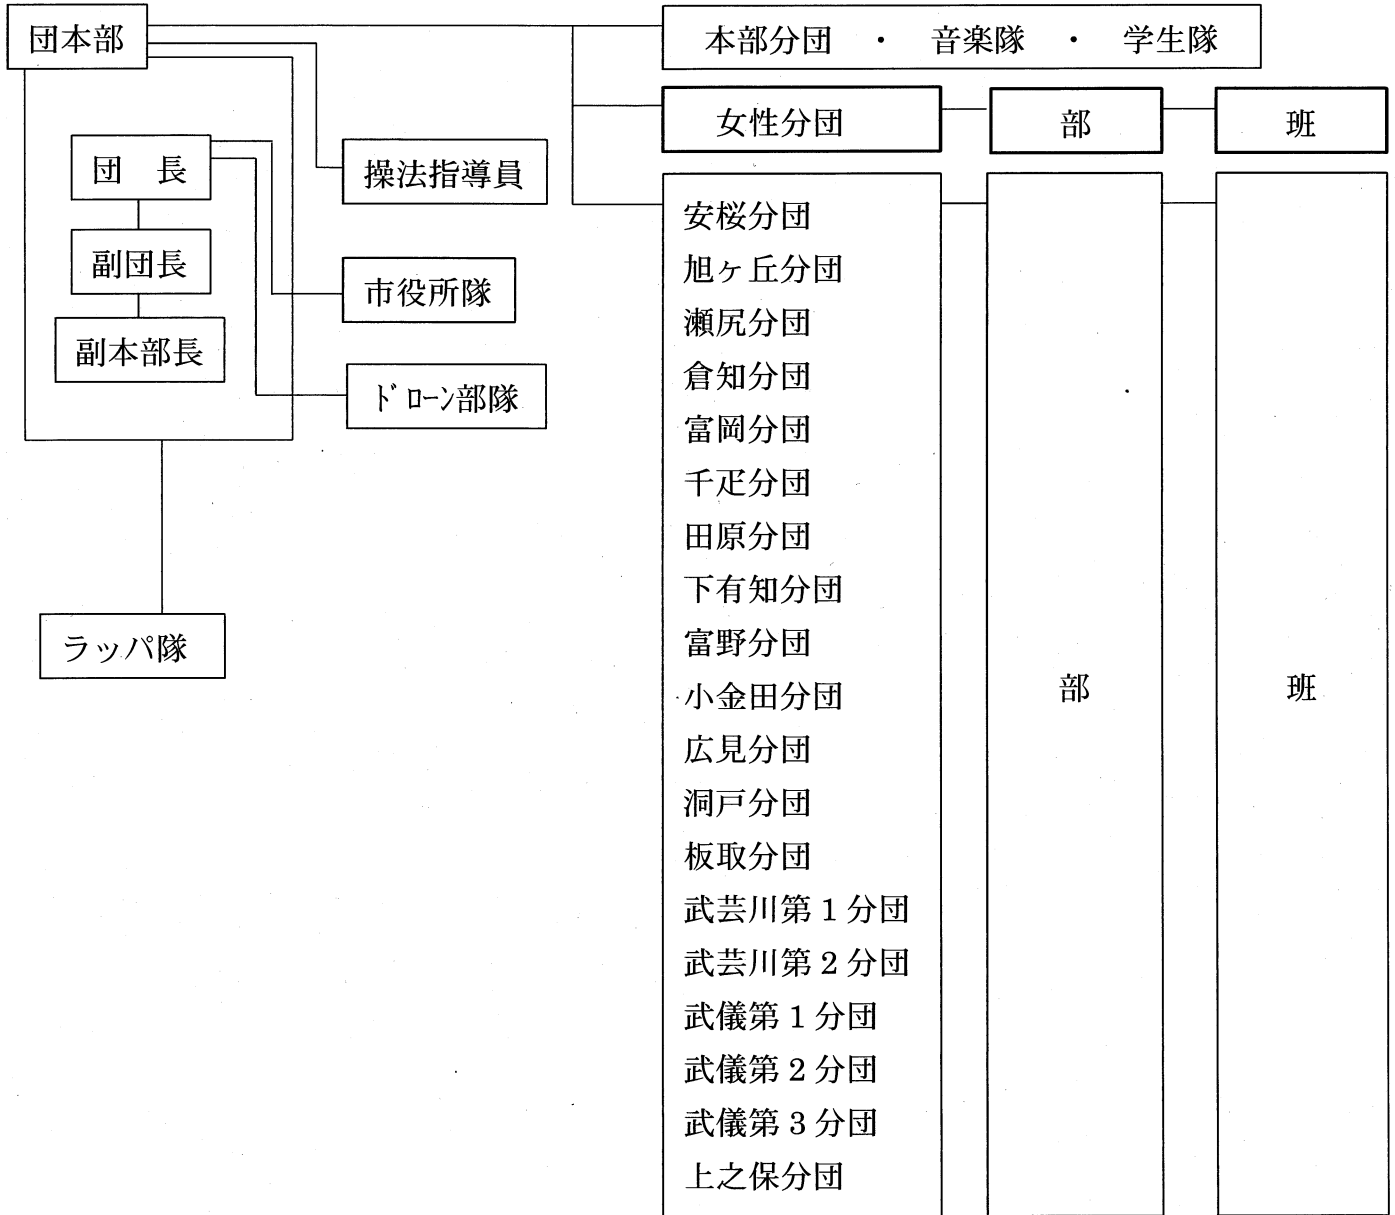 団本部
本部分団 ・ 音楽隊 ・ 学生隊
女性分団
部
班
団 長
操法指導員
副団長
市役所隊
副本部長
ドローン部隊
ラッパ隊
安桜分団
旭ヶ丘分団
瀬尻分団
倉知分団
富岡分団
千疋分団
田原分団
下有知分団
富野分団
小金田分団
広見分団
洞戸分団
板取分団
武芸川第1分団
武芸川第2分団
武儀第1分団
武儀第2分団
武儀第3分団
上之保分団
部
班